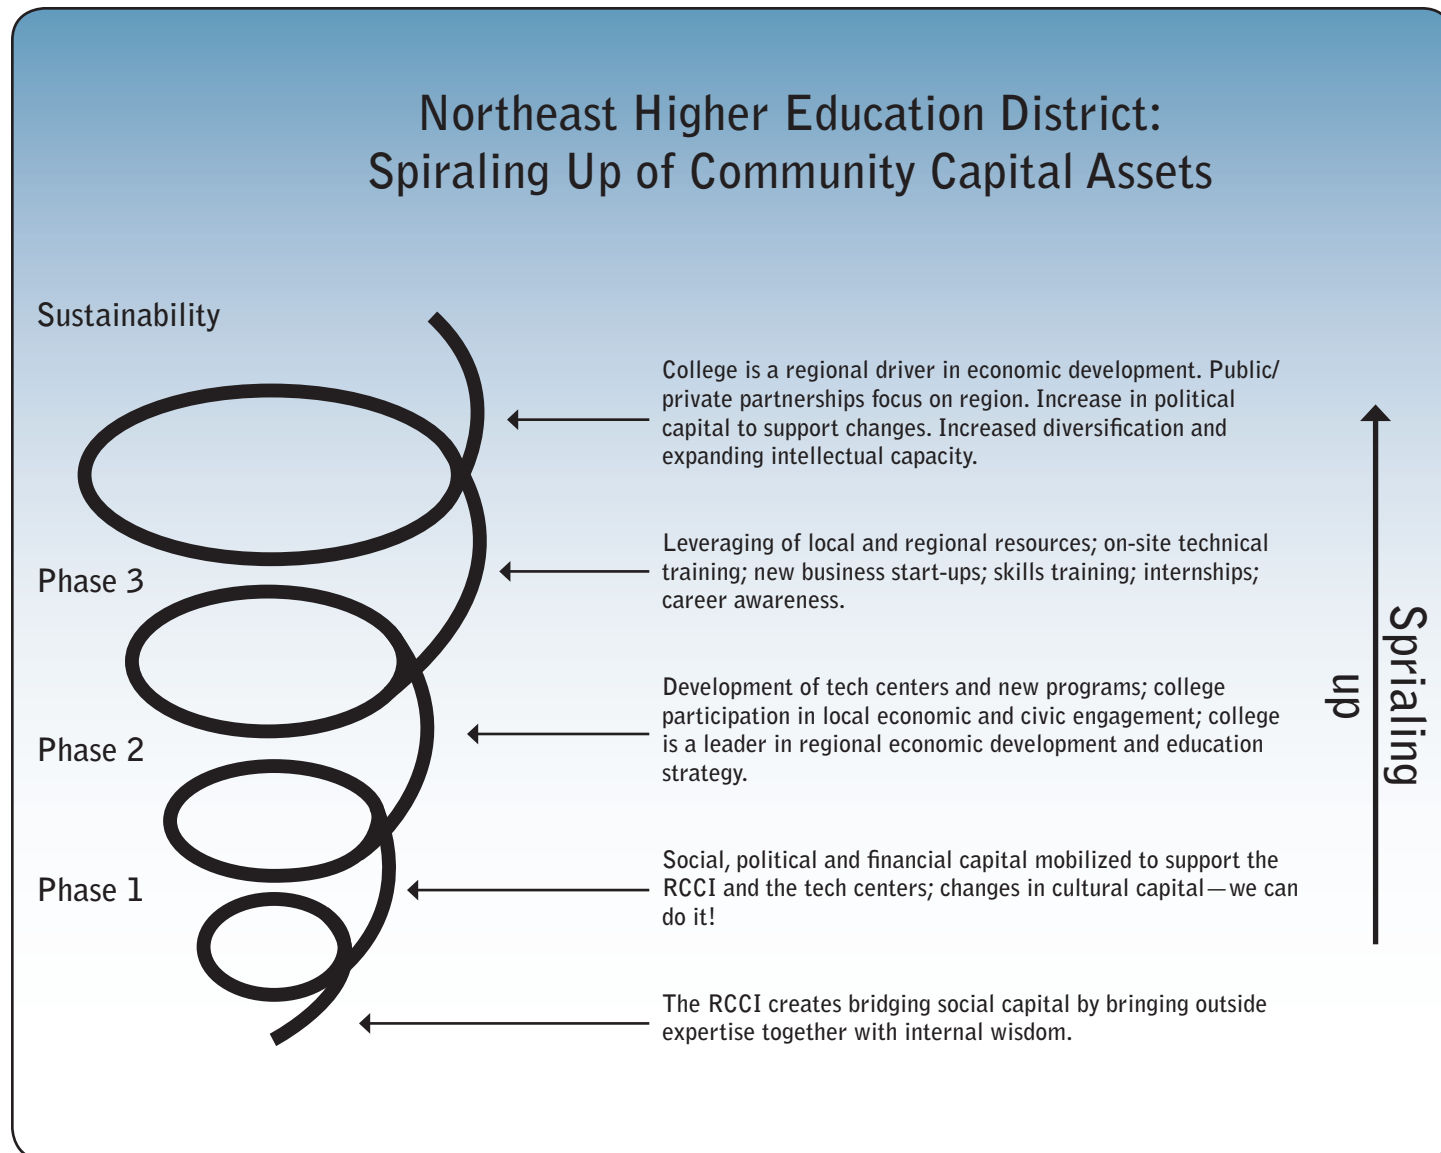 Northeast Higher Education District:
Spiraling Up of Community Capital Assets
Sustainability
College is a regional driver in economic development. Public/
private partnerships focus on region. Increase in political
capital to support changes. Increased diversification and
expanding intellectual capacity.
Phase 3
Leveraging of local and regional resources; on-site technical
training; new business start-ups; skills training; internships;
career awareness.
Phase 2
Development of tech centers and new programs; college
participation in local economic and civic engagement; college
is a leader in regional economic development and education
strategy.
Phase 1
Social, political and financial capital mobilized to support the
RCCI and the tech centers; changes in cultural capital—we can
do it!
The RCCI creates bridging social capital by bringing outside
expertise together with internal wisdom.
Sprialing
up